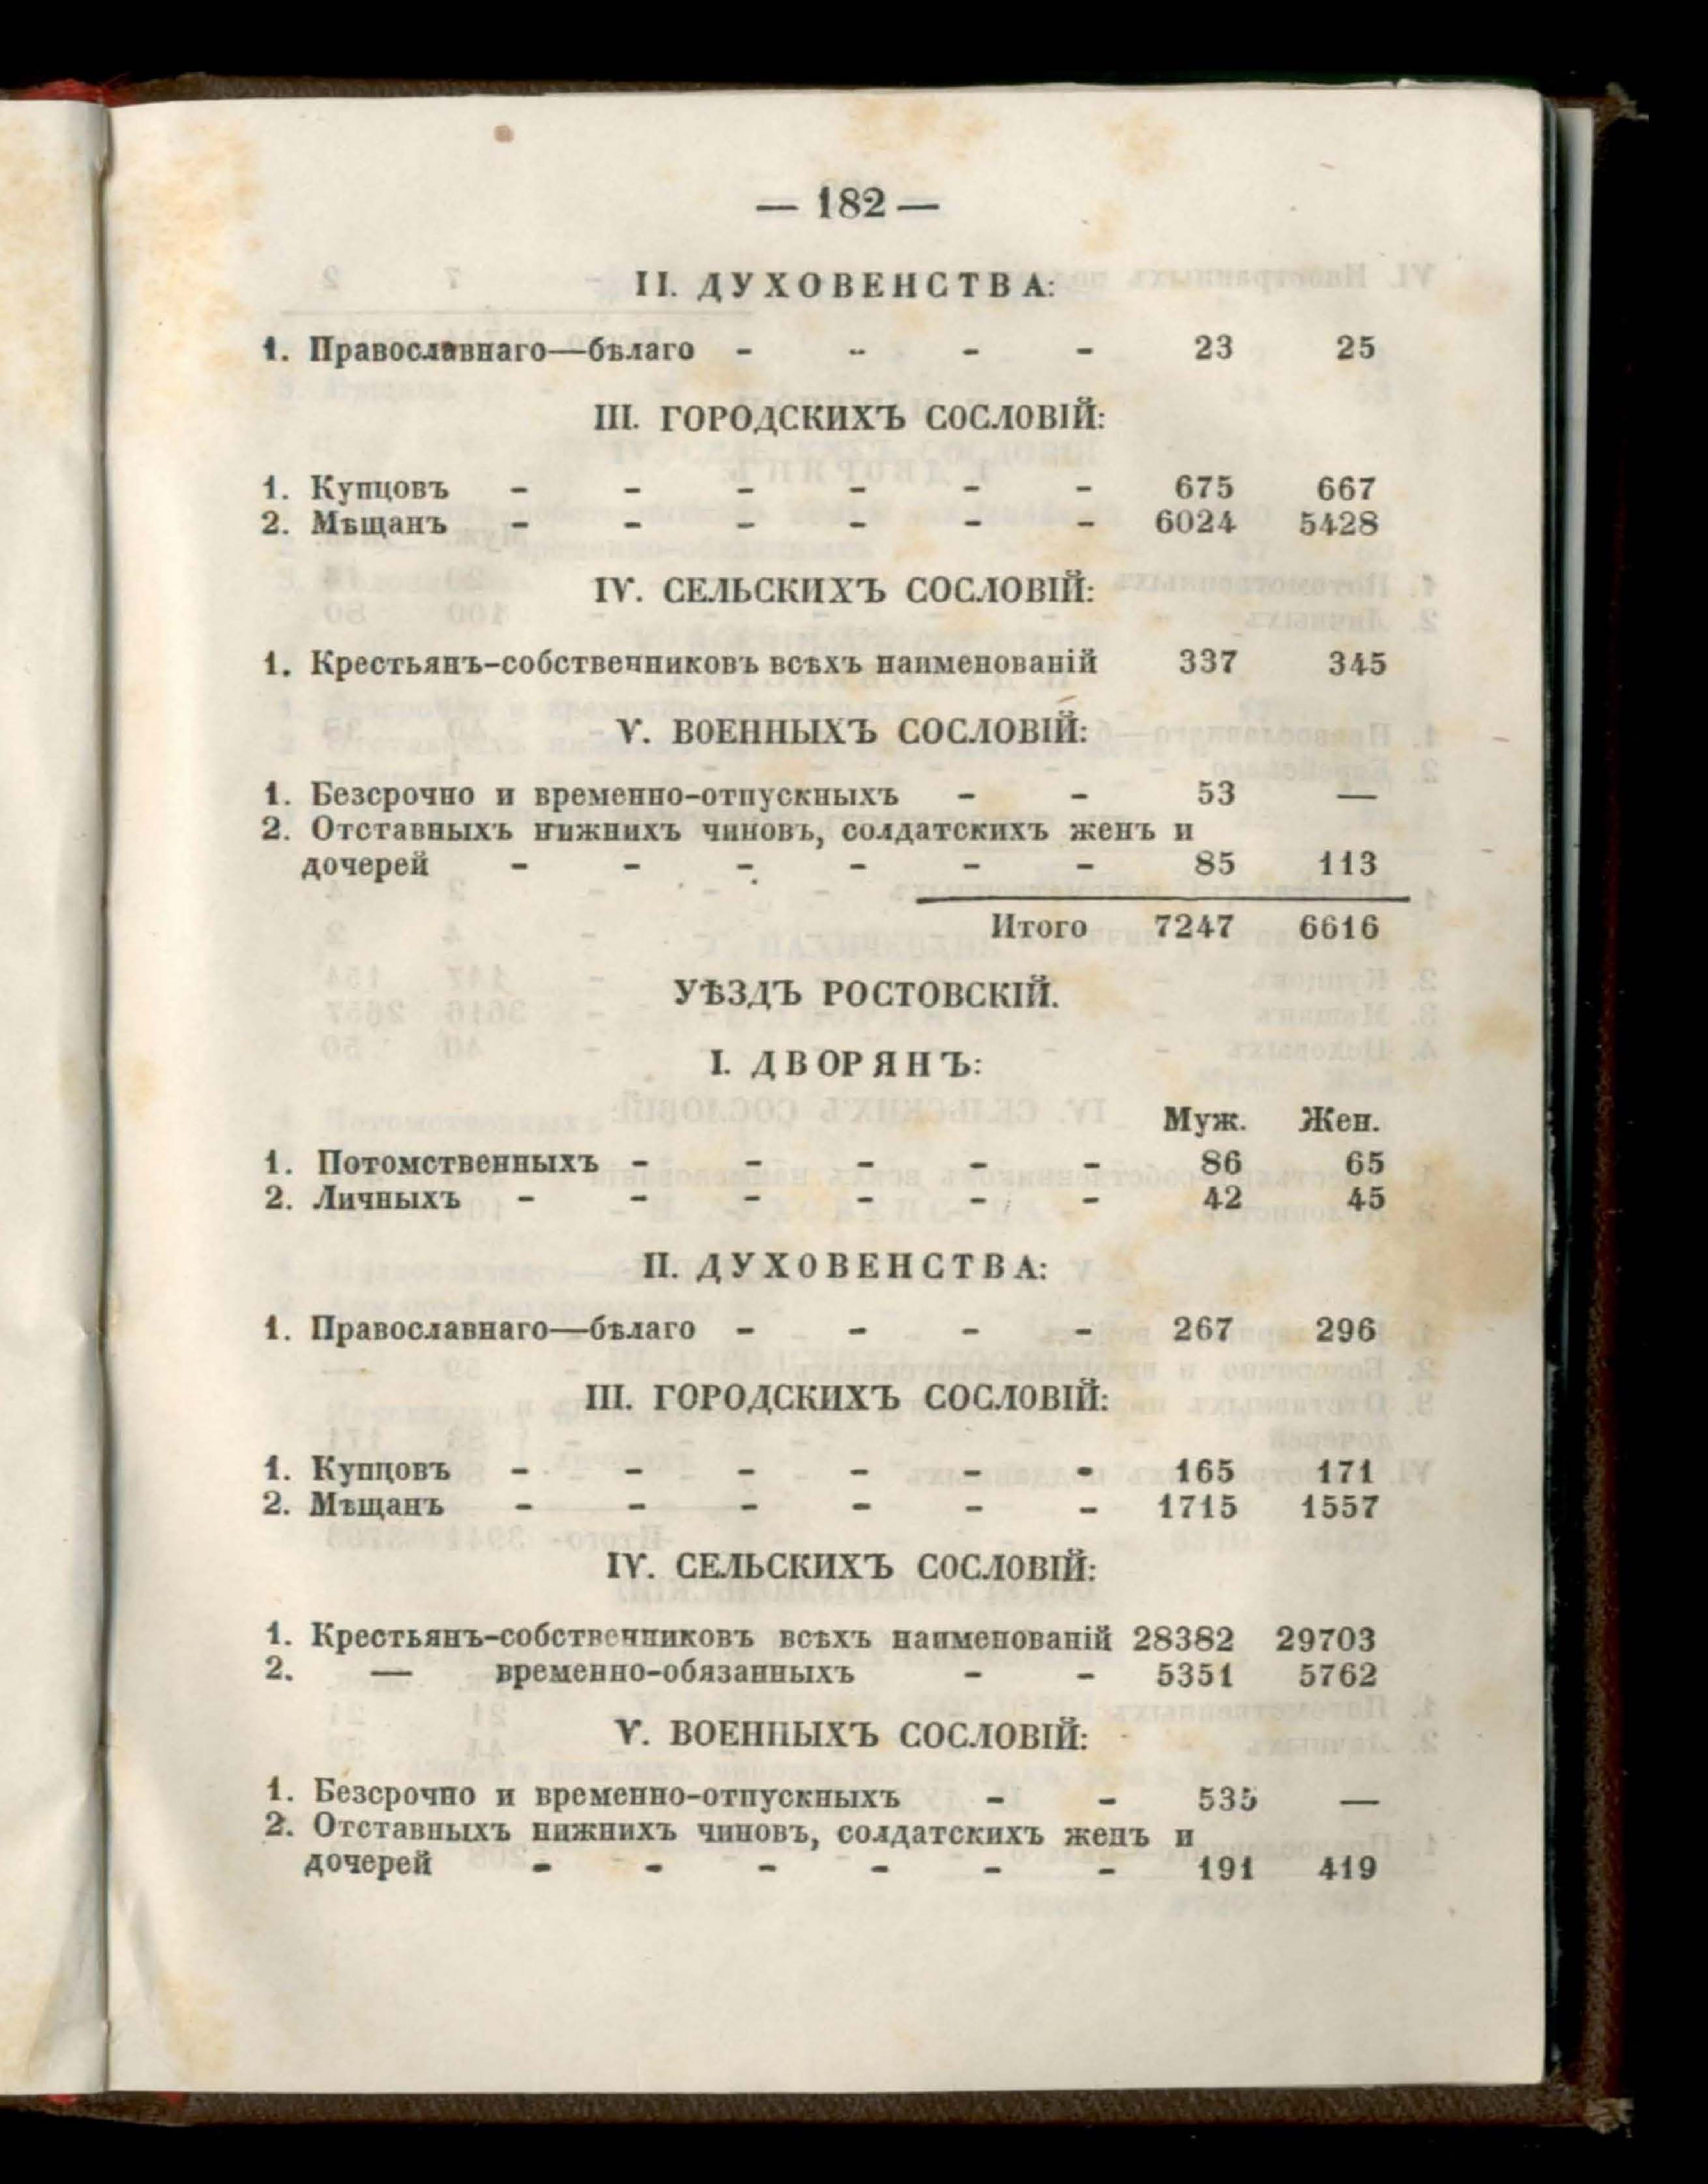 — 182 —
II. ДУХОВЕНСТВА:
1. Православнаго—бѣлаго - - - - 23 25
III. ГОРОДСКИХЪ СОСЛОВІЙ:
1. Купцовъ - - - - - - 675 667
2. Мѣщанъ - - - - - - 6024 5428
IV. СЕЛЬСКИХЪ СОСЛОВІЙ:
1. Крестьянъ-собственниковъ всѣхъ наименованій 337 345
V. ВОЕННЫХЪ СОСЛОВІЙ:
1. Безсрочно и временно-отпускныхъ - - 53 —
2. Отставныхъ нижнихъ чиновъ, солдатскихъ женъ и
дочерей - - - - - - 85 113
Итого 7247 6616
УѢЗДЪ РОСТОВСКІЙ.
I. ДВОРЯНЪ:
Муж. Жен.
1. Потомственныхъ - - - - - 86 65
2. Личныхъ - - - - - - 42 45
II. ДУХОВЕНСТВА:
1. Православнаго—бѣлаго - - - - 267 296
III. ГОРОДСКИХЪ СОСЛОВІЙ:
1. Купцовъ - - - - - - 165 171
2. Мѣщанъ - - - - - - 1715 1557
IV. СЕЛЬСКИХЪ СОСЛОВІЙ:
1. Крестьянъ-собственниковъ всѣхъ наименованій 28382 29703
2. — временно-обязанныхъ - - 5351 5762
V. ВОЕННЫХЪ СОСЛОВІЙ:
1. Безсрочно и временно-отпускныхъ - - 535 —
2. Отставныхъ нижнихъ чиновъ, солдатскихъ женъ и
дочерей - - - - - - 191 419